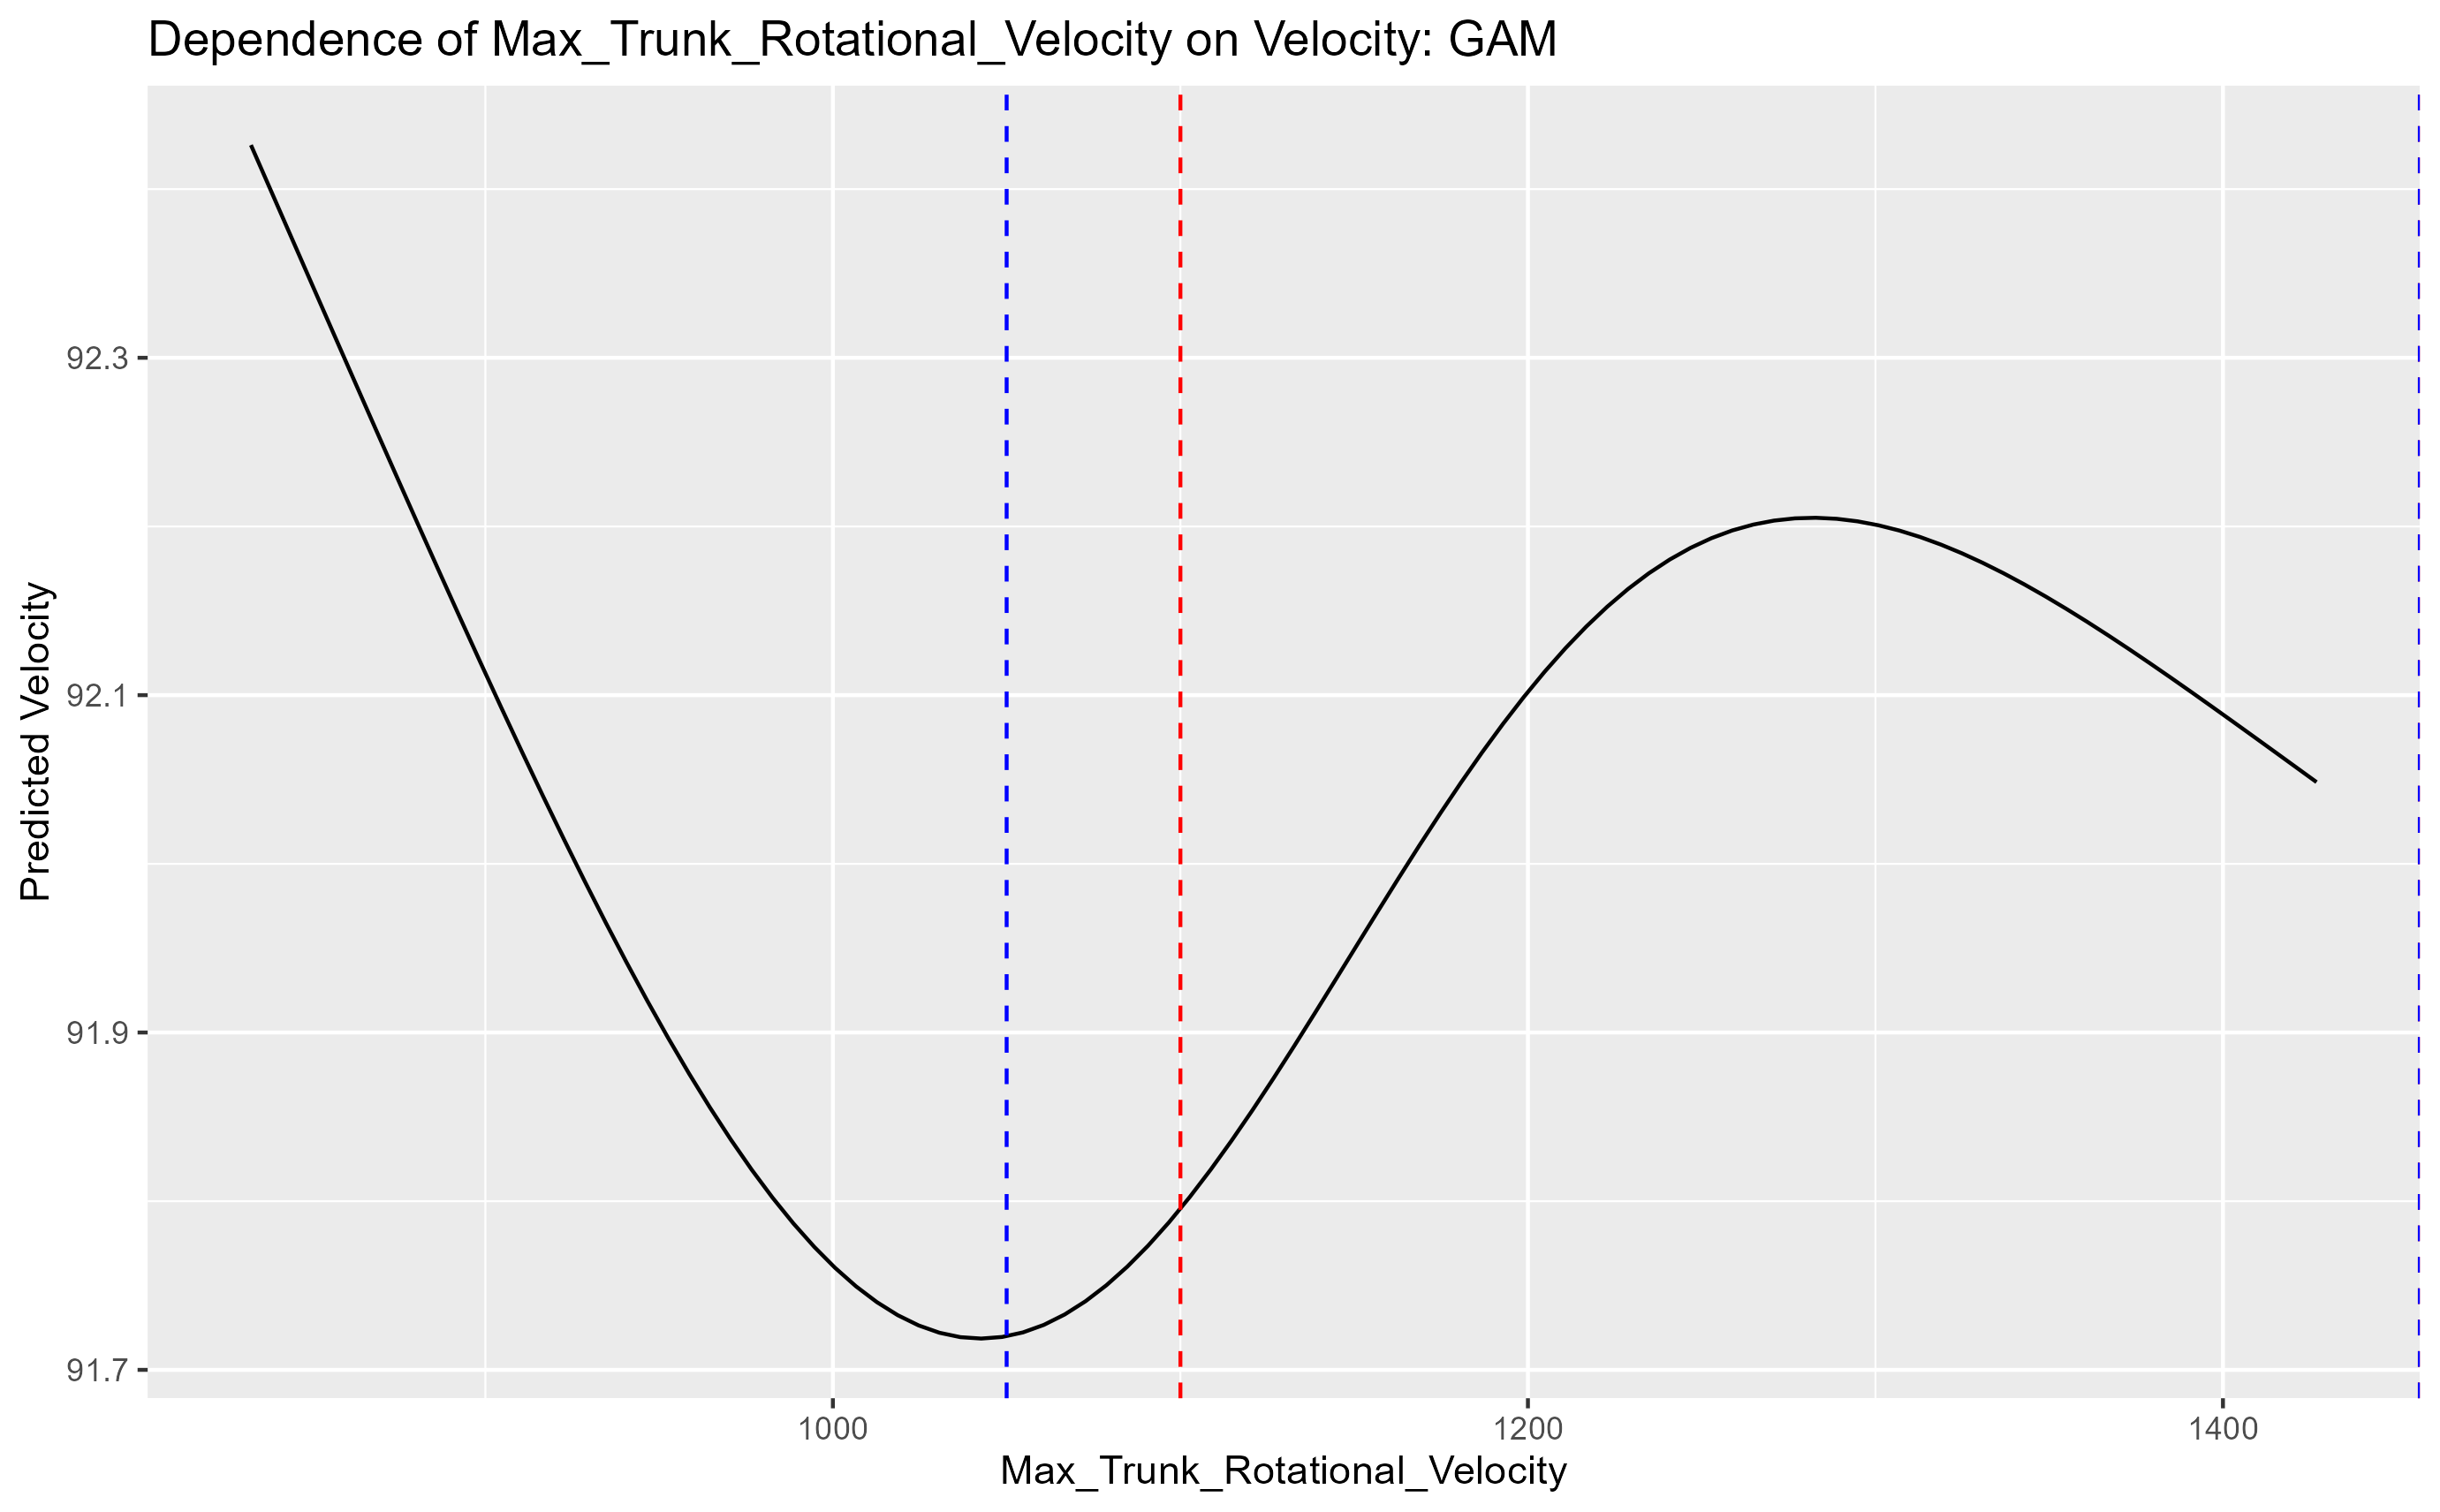 Dependence of Max_Trunk_Rotational_Velocity on Velocity: GAM
Predicted Velocity
92.3
92.1
91.9
91.7
1000
1200
1400
Max_Trunk_Rotational_Velocity